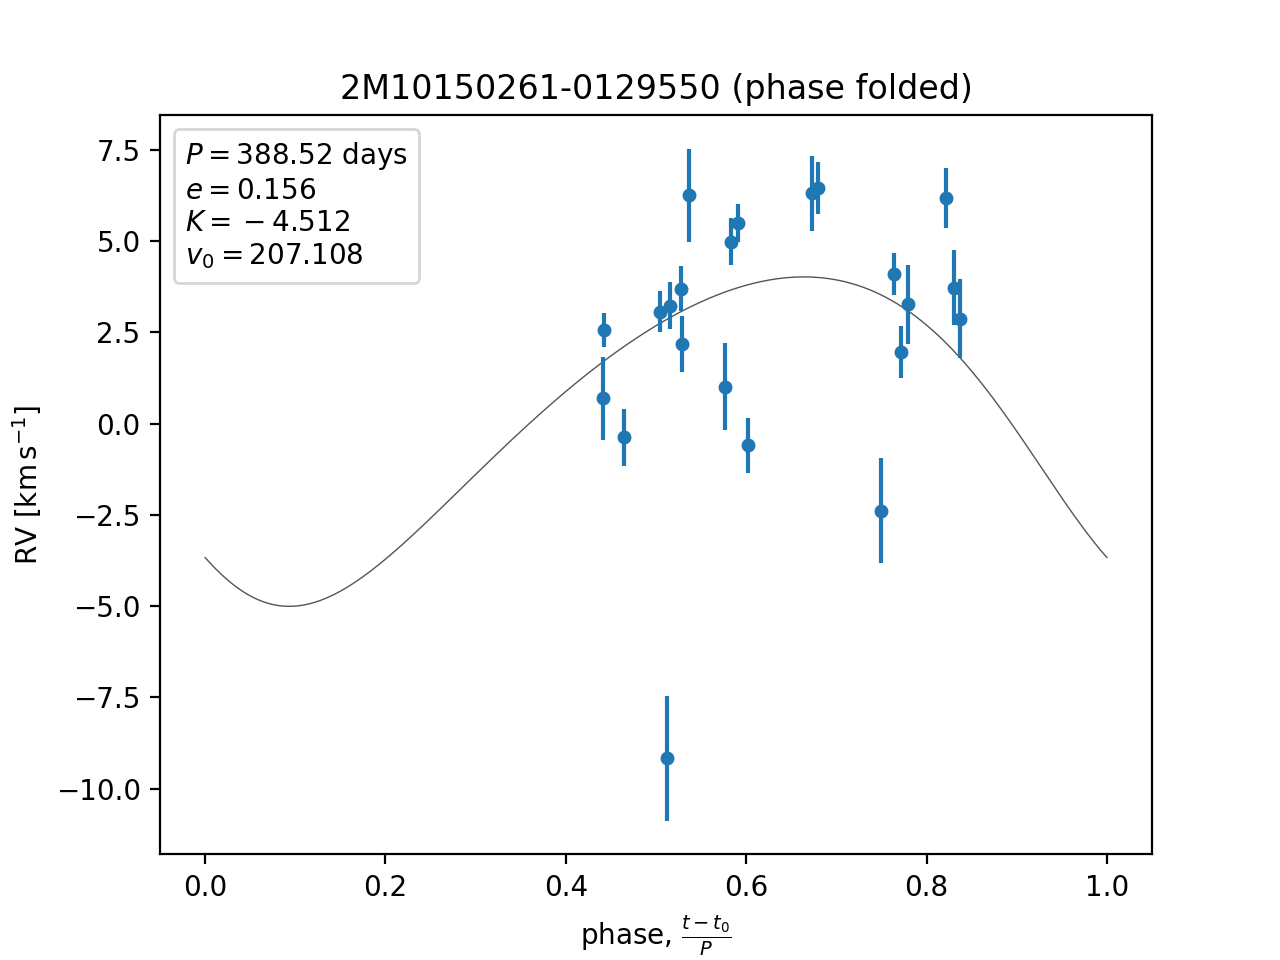 2M10150261-0129550 (phase folded)
P = 388.52 days
e = 0.156
K = −4.512
v₀ = 207.108
7.5
5.0
2.5
0.0
−2.5
−5.0
−7.5
−10.0
RV [km s⁻¹]
0.0 0.2 0.4 0.6 0.8 1.0
phase, (t − t₀)/P